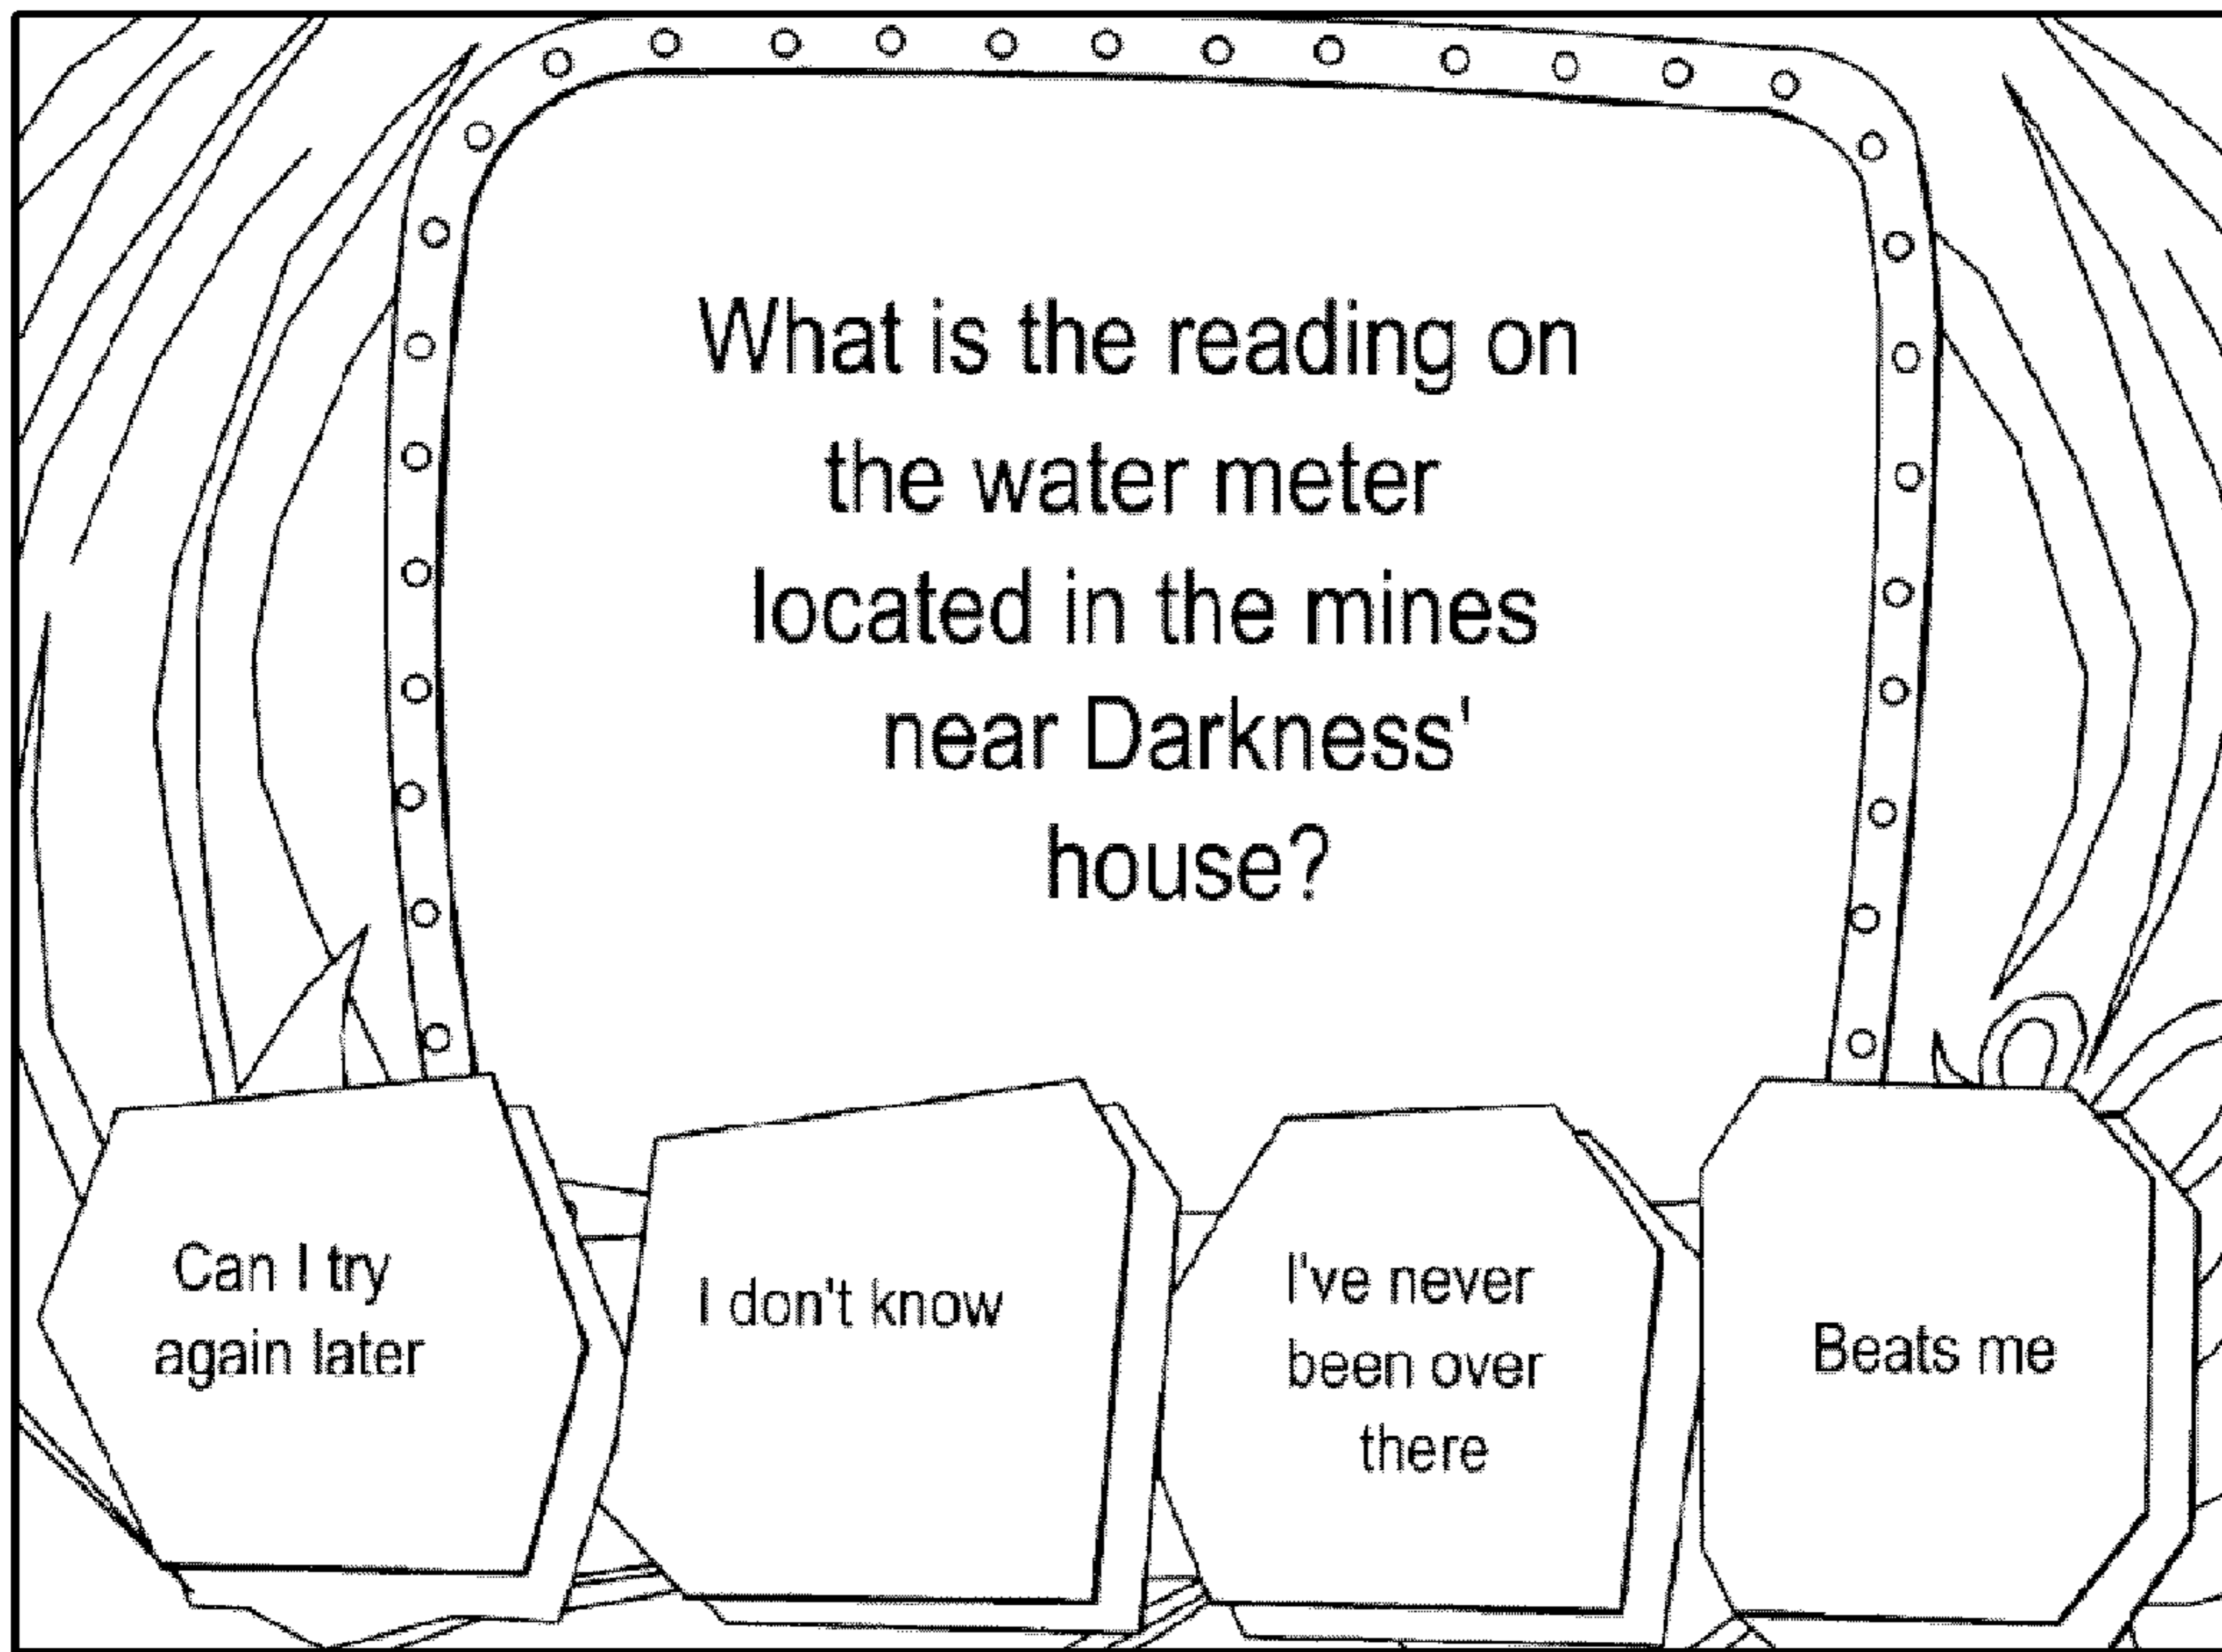 What is the reading on
the water meter
located in the mines
near Darkness'
house?
Can I try
again later
I don't know
I've never
been over
there
Beats me